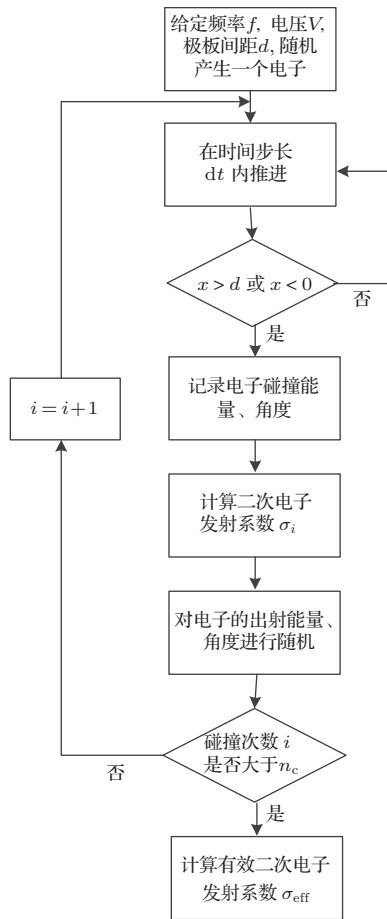 给定频率f, 电压V,
极板间距d, 随机
产生一个电子
在时间步长
dt 内推进
x > d 或 x < 0
否
是
记录电子碰撞能
量、角度
i = i+1
计算二次电子
发射系数 σᵢ
对电子的出射能量、
角度进行随机
碰撞次数 i
是否大于n_c
否
是
计算有效二次电子
发射系数 σ_eff